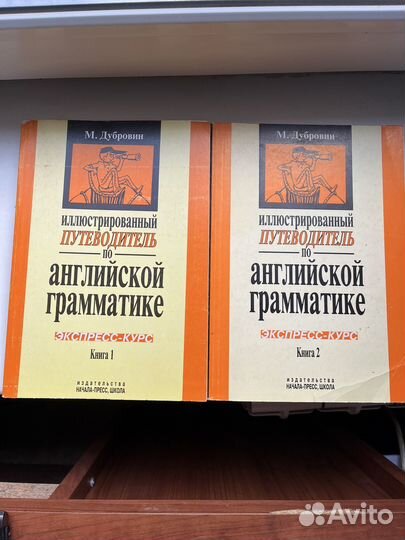 М. Дубровин
ИЛЛЮСТРИРОВАННЫЙ
ПУТЕВОДИТЕЛЬ
ПО
АНГЛИЙСКОЙ
ГРАММАТИКЕ
ЭКСПРЕСС-КУРС
Книга 1
издательства
НАЧАЛА-ПРЕСС, ШКОЛА
М. Дубровин
ИЛЛЮСТРИРОВАННЫЙ
ПУТЕВОДИТЕЛЬ
ПО
АНГЛИЙСКОЙ
ГРАММАТИКЕ
ЭКСПРЕСС-КУРС
Книга 2
издательства
НАЧАЛА-ПРЕСС, ШКОЛА
Avito